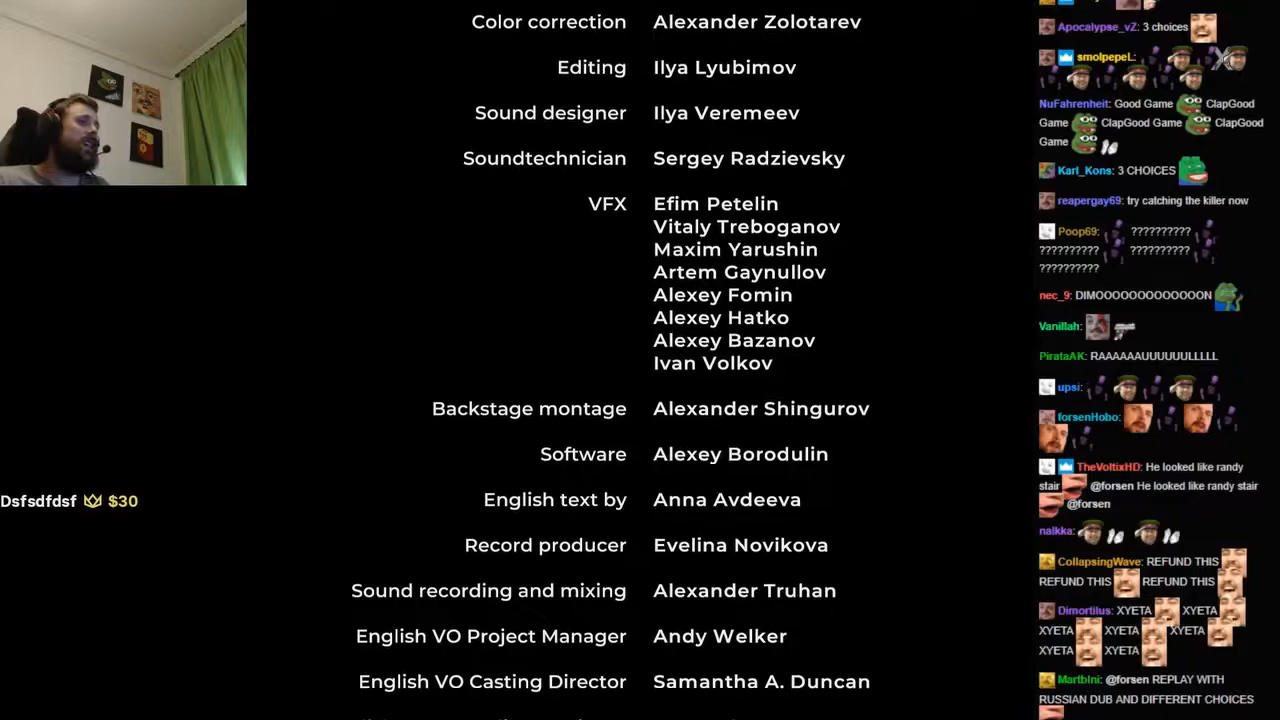 Color correction Alexander Zolotarev
Editing Ilya Lyubimov
Sound designer Ilya Veremeev
Soundtechnician Sergey Radzievsky
VFX Efim Petelin
Vitaly Treboganov
Maxim Yarushin
Artem Gaynullov
Alexey Fomin
Alexey Hatko
Alexey Bazanov
Ivan Volkov
Backstage montage Alexander Shingurov
Software Alexey Borodulin
English text by Anna Avdeeva
Record producer Evelina Novikova
Sound recording and mixing Alexander Truhan
English VO Project Manager Andy Welker
English VO Casting Director Samantha A. Duncan
Dsfsdfdsf $30
Apocalypse_vZ: 3 choices
smolpepeL:
NuFahrenheit: Good Game ClapGood
Game ClapGood Game ClapGood
Game
Karl_Kons: 3 CHOICES
reapergay69: try catching the killer now
Poop69: ??????????
?????????? ??????????
??????????
nec_9: DIMOOOOOOOOOOOOON
Vanillah:
PirataAK: RAAAAAUUUUUULLLLL
upsi:
forsenHobo:
TheVoltixHD: He looked like randy
stair @forsen He looked like randy stair
@forsen
nalkka:
CollapsingWave: REFUND THIS
REFUND THIS REFUND THIS
Dimortilus: XYETA XYETA
XYETA XYETA XYETA
XYETA XYETA
Martbini: @forsen REPLAY WITH
RUSSIAN DUB AND DIFFERENT CHOICES